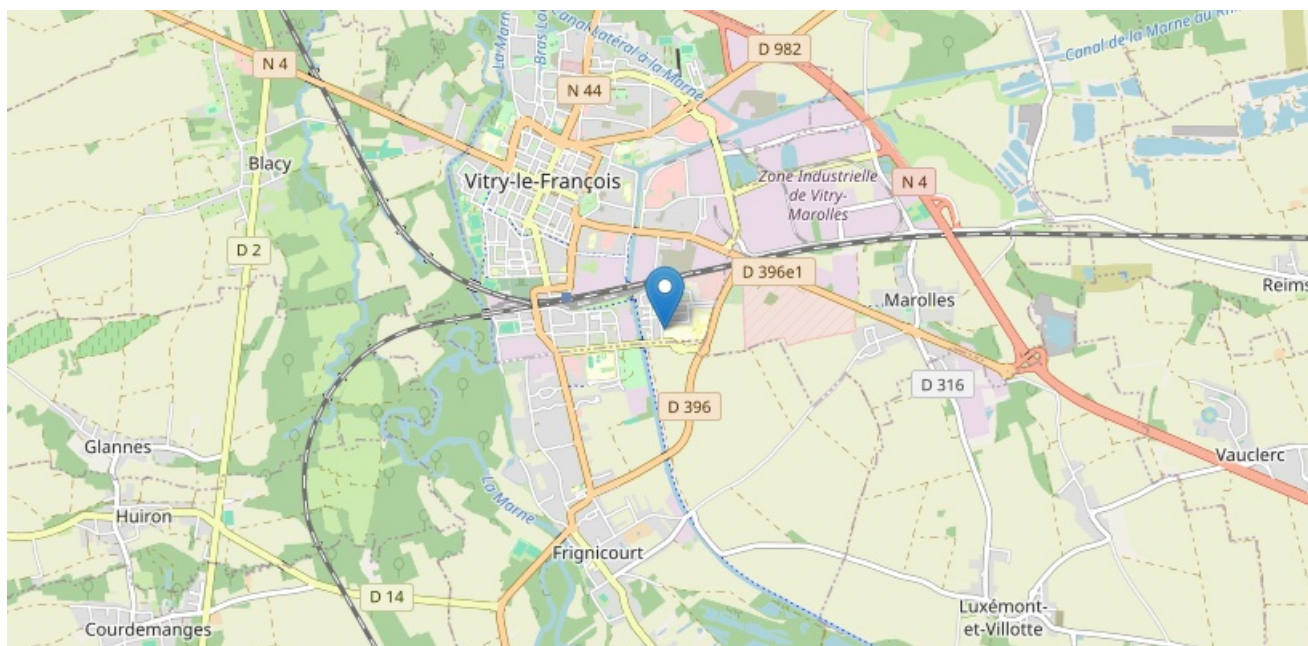 La Marne
Bras Lo
Canal Latéral à la Marne
D 982
Canal de la Marne au Rh
N 4
N 44
Blacy
Vitry-le-François
Zone Industrielle
de Vitry-
Marolles
N 4
D 2
D 396e1
Marolles
Reims
D 316
D 396
Glannes
Vauclerc
La Marne
Huiron
Frignicourt
D 14
Luxémont-
et-Villotte
Courdemanges